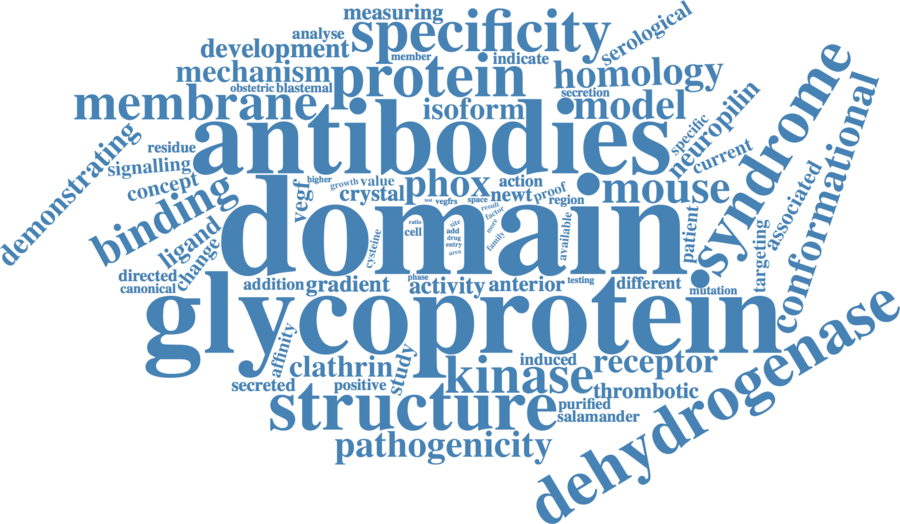 measuring
analyse
specificity
serological
development
member
indicate
mechanism
protein
homology
obstetric
blastemal
secretion
membrane
isoform
model
antibodies
specific
neuropilin
syndrome
conformational
demonstrating
residue
signalling
current
concept
higher
growth
value
phox
action
mouse
associated
vegf
crystal
test
vegfrs
space
newt
proof
region
binding
domain
result
factor
more
ratio
cell
site
add
drug
entry
area
family
available
patient
targeting
ligand
change
cysteine
directed
canonical
addition
gradient
phase
activity
anterior
testing
different
mutation
glycoprotein
dehydrogenase
affinity
clathrin
study
kinase
induced
receptor
secreted
positive
thrombotic
structure
purified
salamander
pathogenicity